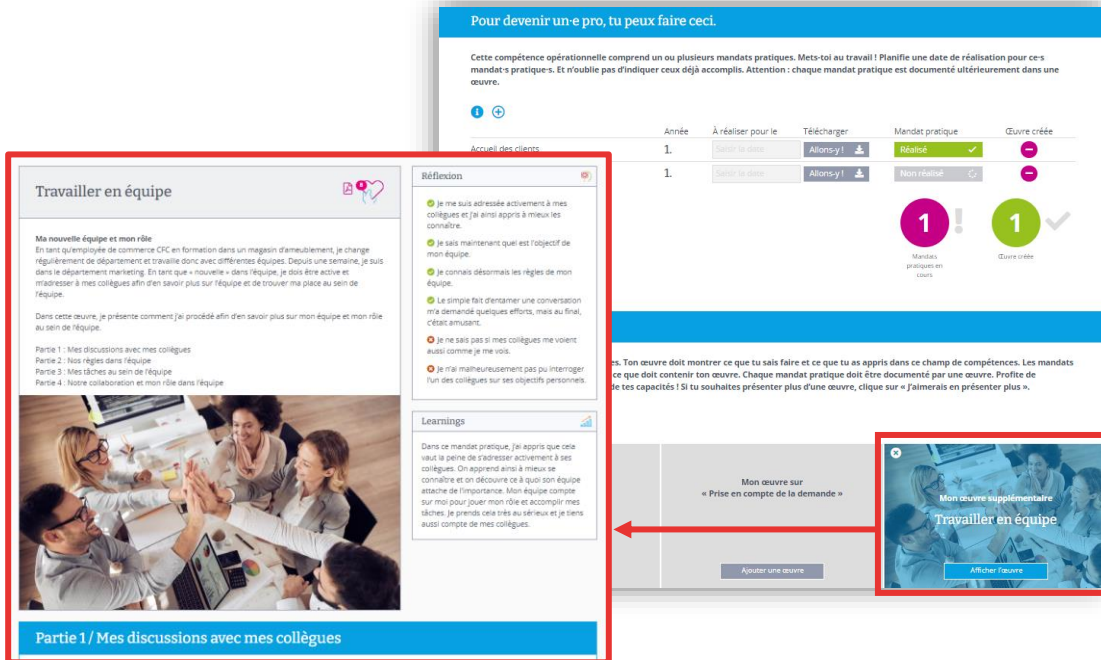 Pour devenir un·e pro, tu peux faire ceci.
Cette compétence opérationnelle comprend un ou plusieurs mandats pratiques. Mets-toi au travail ! Planifie une date de réalisation pour ce·s
mandat·s pratique·s. Et n'oublie pas d'indiquer ceux déjà accomplis. Attention : chaque mandat pratique est documenté ultérieurement dans une
œuvre.
Année À réaliser pour le Télécharger Mandat pratique Œuvre créée
Accueil des clients 1. Saisir la date Allons-y ! Réalisé
1. Saisir la date Allons-y ! Non réalisé
1 1
Mandats
pratiques en
cours
Œuvre créée
es. Ton œuvre doit montrer ce que tu sais faire et ce que tu as appris dans ce champ de compétences. Les mandats
ce que doit contenir ton œuvre. Chaque mandat pratique doit être documenté par une œuvre. Profite de
de tes capacités ! Si tu souhaites présenter plus d'une œuvre, clique sur « J'aimerais en présenter plus ».
Mon œuvre sur
« Prise en compte de la demande »
Ajouter une œuvre
Mon œuvre supplémentaire
Travailler en équipe
Afficher l'œuvre
Travailler en équipe
Ma nouvelle équipe et mon rôle
En tant qu'employée de commerce CFC en formation dans un magasin d'ameublement, je change
régulièrement de département et travaille donc avec différentes équipes. Depuis une semaine, je suis
dans le département marketing. En tant que « nouvelle » dans l'équipe, je dois être active et
m'adresser à mes collègues afin d'en savoir plus sur l'équipe et de trouver ma place au sein de
l'équipe.
Dans cette œuvre, je présente comment j'ai procédé afin d'en savoir plus sur mon équipe et mon rôle
au sein de l'équipe.
Partie 1 : Mes discussions avec mes collègues
Partie 2 : Nos règles dans l'équipe
Partie 3 : Mes tâches au sein de l'équipe
Partie 4 : Notre collaboration et mon rôle dans l'équipe
Réflexion
Je me suis adressée activement à mes
collègues et j'ai ainsi appris à mieux les
connaître.
Je sais maintenant quel est l'objectif de
mon équipe.
Je connais désormais les règles de mon
équipe.
Le simple fait d'entamer une conversation
m'a demandé quelques efforts, mais au final,
c'était amusant.
Je ne sais pas si mes collègues me voient
aussi comme je me vois.
Je n'ai malheureusement pas pu interroger
l'un des collègues sur ses objectifs personnels.
Learnings
Dans ce mandat pratique, j'ai appris que cela
vaut la peine de s'adresser activement à ses
collègues. On apprend ainsi à mieux se
connaître et on découvre ce à quoi son équipe
attache de l'importance. Mon équipe compte
sur moi pour jouer mon rôle et accomplir mes
tâches. Je prends cela très au sérieux et je tiens
aussi compte de mes collègues.
Partie 1 / Mes discussions avec mes collègues